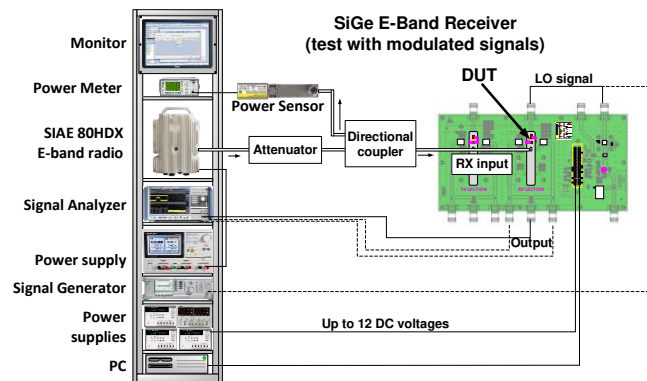 SiGe E-Band Receiver
(test with modulated signals)
Monitor
DUT
LO signal
Power Meter
Power Sensor
SIAE 80HDX
E-band radio
Attenuator
Directional
coupler
RX input
Signal Analyzer
Output
Power supply
Signal Generator
Power
supplies
Up to 12 DC voltages
PC